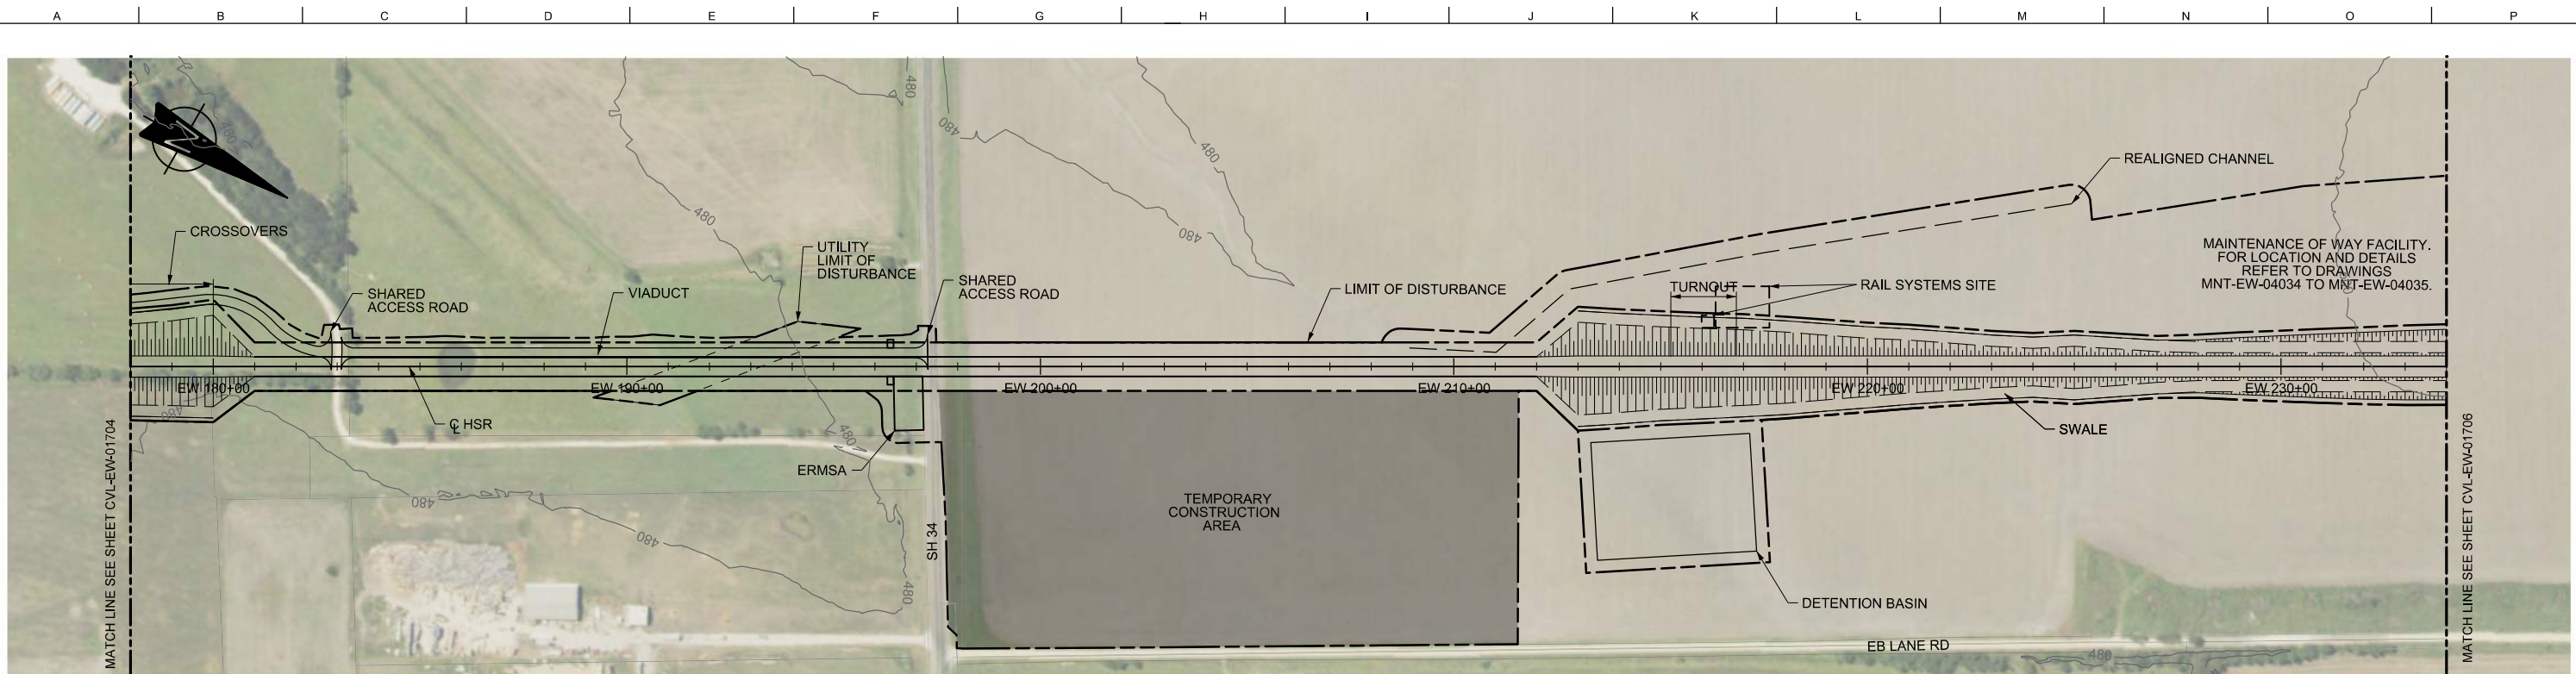 A B C D E F G H I J K L M N O P
480
480
460
480
480
480
480
REALIGNED CHANNEL
CROSSOVERS
UTILITY
LIMIT OF
DISTURBANCE
MAINTENANCE OF WAY FACILITY.
FOR LOCATION AND DETAILS
REFER TO DRAWINGS
MNT-EW-04034 TO MNT-EW-04035.
SHARED
ACCESS ROAD
VIADUCT
SHARED
ACCESS ROAD
LIMIT OF DISTURBANCE
TURNOUT
RAIL SYSTEMS SITE
EW 180+00
EW 190+00
EW 200+00
EW 210+00
EW 220+00
EW 230+00
480
℄ HSR
480
SWALE
ERMSA
480
TEMPORARY
CONSTRUCTION
AREA
480
SH 34
480
DETENTION BASIN
EB LANE RD
480
MATCH LINE SEE SHEET CVL-EW-01704
MATCH LINE SEE SHEET CVL-EW-01706